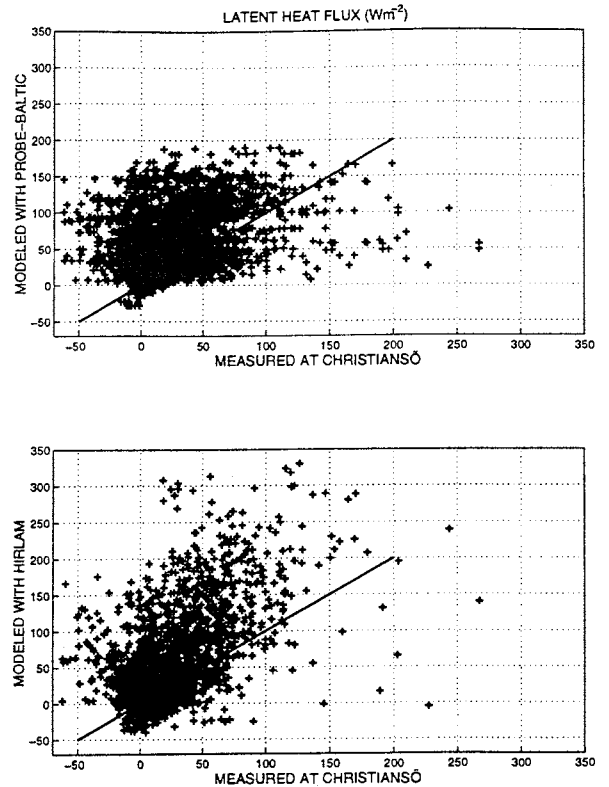 LATENT HEAT FLUX (Wm⁻²)
350
300
250
200
150
100
50
0
−50
MODELED WITH PROBE−BALTIC
−50 0 50 100 150 200 250 300 350
MEASURED AT CHRISTIANSÖ
350
300
250
200
150
100
50
0
−50
MODELED WITH HIRLAM
−50 0 50 100 150 200 250 300 350
MEASURED AT CHRISTIANSÖ